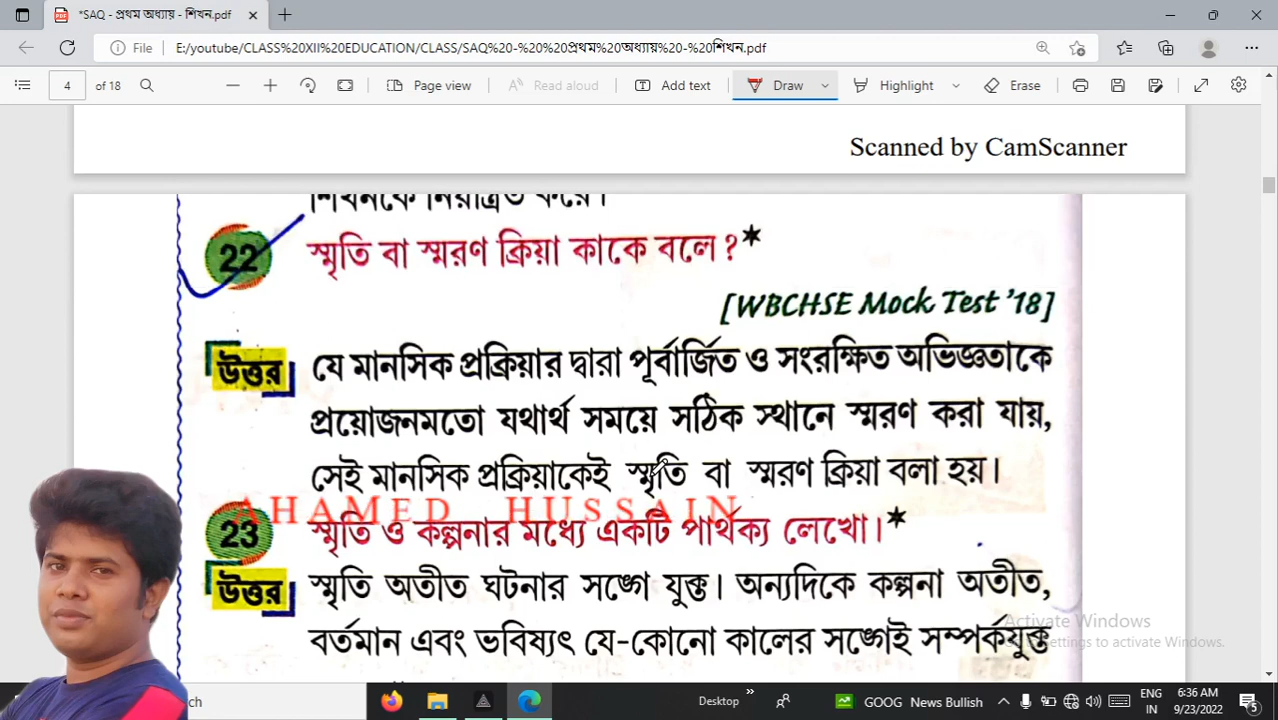 *SAQ - প্রথম অধ্যায় - শিখন.pdf
File E:/youtube/CLASS%20XII%20EDUCATION/CLASS/SAQ%20-%20%20প্রথম%20অধ্যায়%20-%20শিখন.pdf
4 of 18 Page view Read aloud Add text Draw Highlight Erase
Scanned by CamScanner
শিখনকে নিয়ন্ত্রিত করে।
22 স্মৃতি বা স্মরণ ক্রিয়া কাকে বলে ?*
[WBCHSE Mock Test '18]
উত্তর যে মানসিক প্রক্রিয়ার দ্বারা পূর্বার্জিত ও সংরক্ষিত অভিজ্ঞতাকে
প্রয়োজনমতো যথার্থ সময়ে সঠিক স্থানে স্মরণ করা যায়,
সেই মানসিক প্রক্রিয়াকেই স্মৃতি বা স্মরণ ক্রিয়া বলা হয়।
AHAMED HUSSAIN
23 স্মৃতি ও কল্পনার মধ্যে একটি পার্থক্য লেখো।*
উত্তর স্মৃতি অতীত ঘটনার সঙ্গে যুক্ত। অন্যদিকে কল্পনা অতীত,
বর্তমান এবং ভবিষ্যৎ যে-কোনো কালের সঙ্গেই সম্পর্কযুক্ত
Activate Windows
Settings to activate Windows.
rch Desktop GOOG News Bullish ENG 6:36 AM
IN 9/23/2022 5